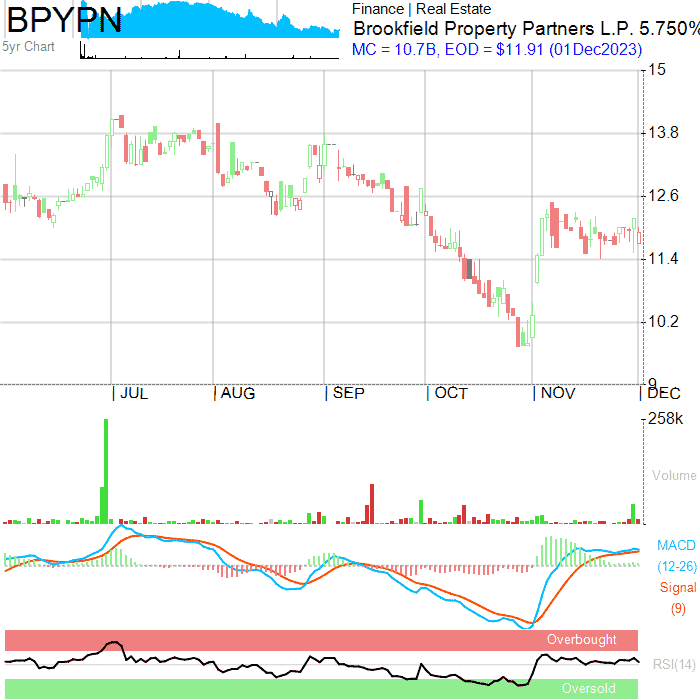 BPYPN
5yr Chart
Finance | Real Estate
Brookfield Property Partners L.P. 5.750%
MC = 10.7B, EOD = $11.91 (01Dec2023)
15
13.8
12.6
11.4
10.2
9
| JUL | AUG | SEP | OCT | NOV | DEC
258k
Volume
MACD
(12-26)
Signal
(9)
Overbought
RSI(14)
Oversold